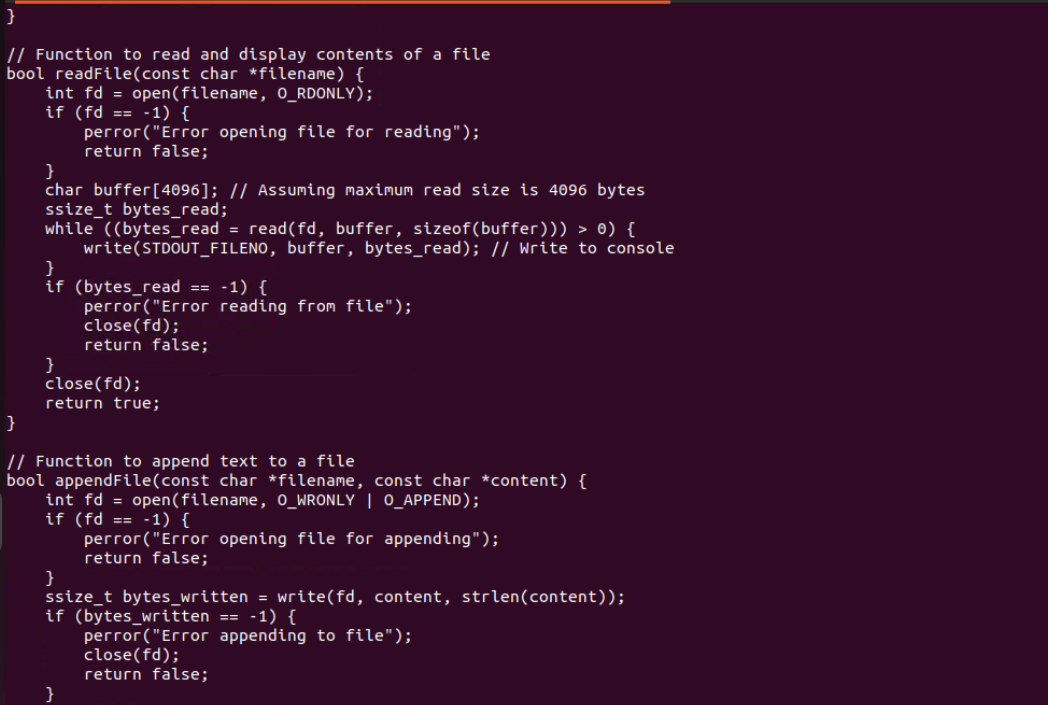 }

// Function to read and display contents of a file
bool readFile(const char *filename) {
    int fd = open(filename, O_RDONLY);
    if (fd == -1) {
        perror("Error opening file for reading");
        return false;
    }
    char buffer[4096]; // Assuming maximum read size is 4096 bytes
    ssize_t bytes_read;
    while ((bytes_read = read(fd, buffer, sizeof(buffer))) > 0) {
        write(STDOUT_FILENO, buffer, bytes_read); // Write to console
    }
    if (bytes_read == -1) {
        perror("Error reading from file");
        close(fd);
        return false;
    }
    close(fd);
    return true;
}

// Function to append text to a file
bool appendFile(const char *filename, const char *content) {
    int fd = open(filename, O_WRONLY | O_APPEND);
    if (fd == -1) {
        perror("Error opening file for appending");
        return false;
    }
    ssize_t bytes_written = write(fd, content, strlen(content));
    if (bytes_written == -1) {
        perror("Error appending to file");
        close(fd);
        return false;
    }